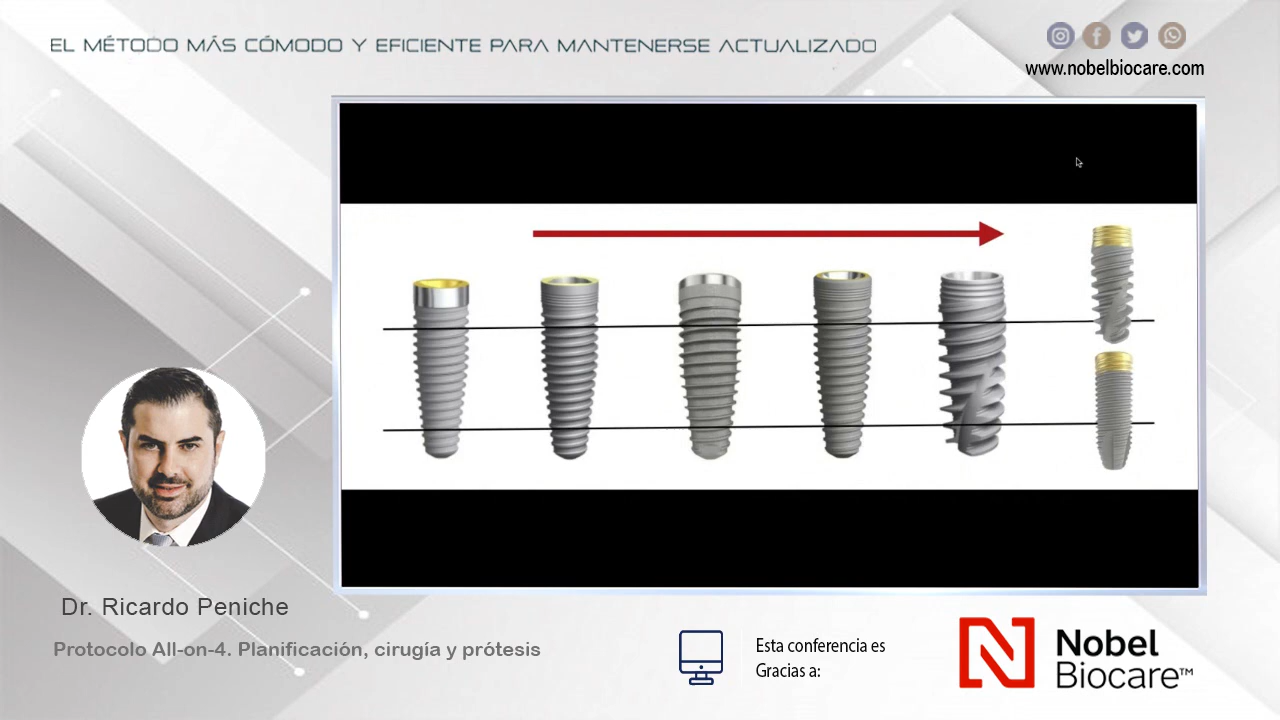 EL MÉTODO MÁS CÓMODO Y EFICIENTE PARA MANTENERSE ACTUALIZADO
www.nobelbiocare.com
Dr. Ricardo Peniche
Protocolo All-on-4. Planificación, cirugía y prótesis
Esta conferencia es
Gracias a:
Nobel
Biocare™